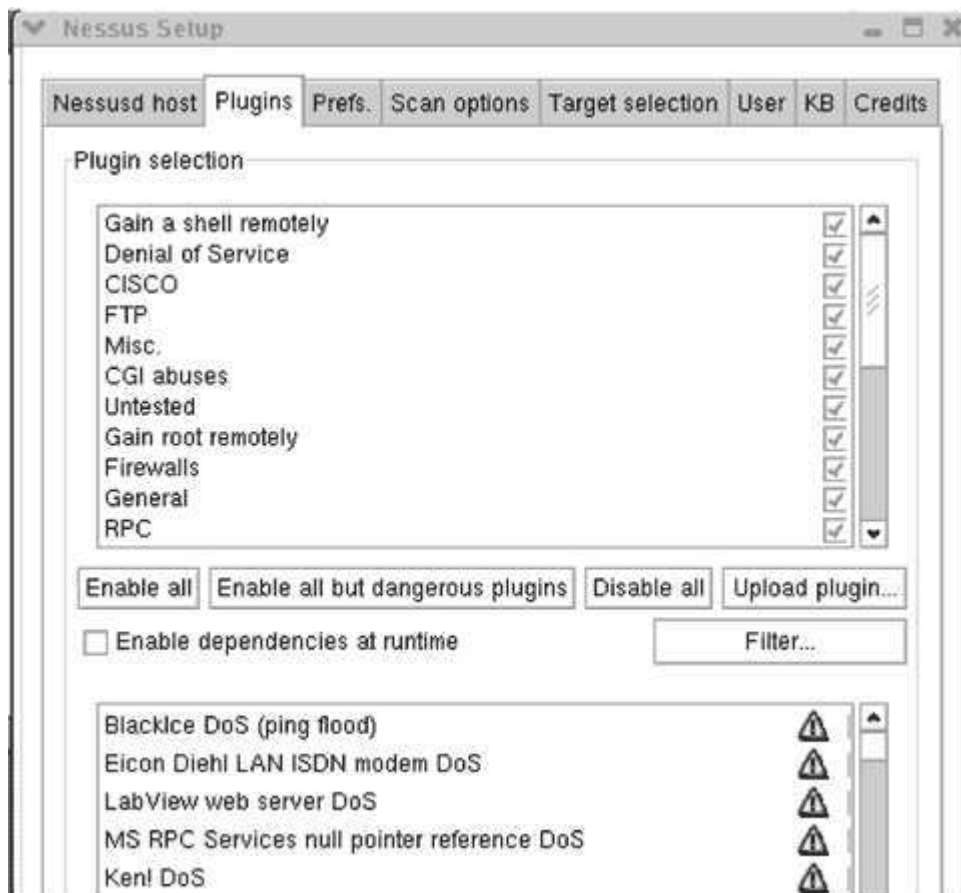 Nessus Setup
Nessusd host Plugins Prefs. Scan options Target selection User KB Credits
Plugin selection
Gain a shell remotely
Denial of Service
CISCO
FTP
Misc.
CGI abuses
Untested
Gain root remotely
Firewalls
General
RPC
Enable all Enable all but dangerous plugins Disable all Upload plugin...
Enable dependencies at runtime Filter...
BlackIce DoS (ping flood)
Eicon Diehl LAN ISDN modem DoS
LabView web server DoS
MS RPC Services null pointer reference DoS
Ken! DoS